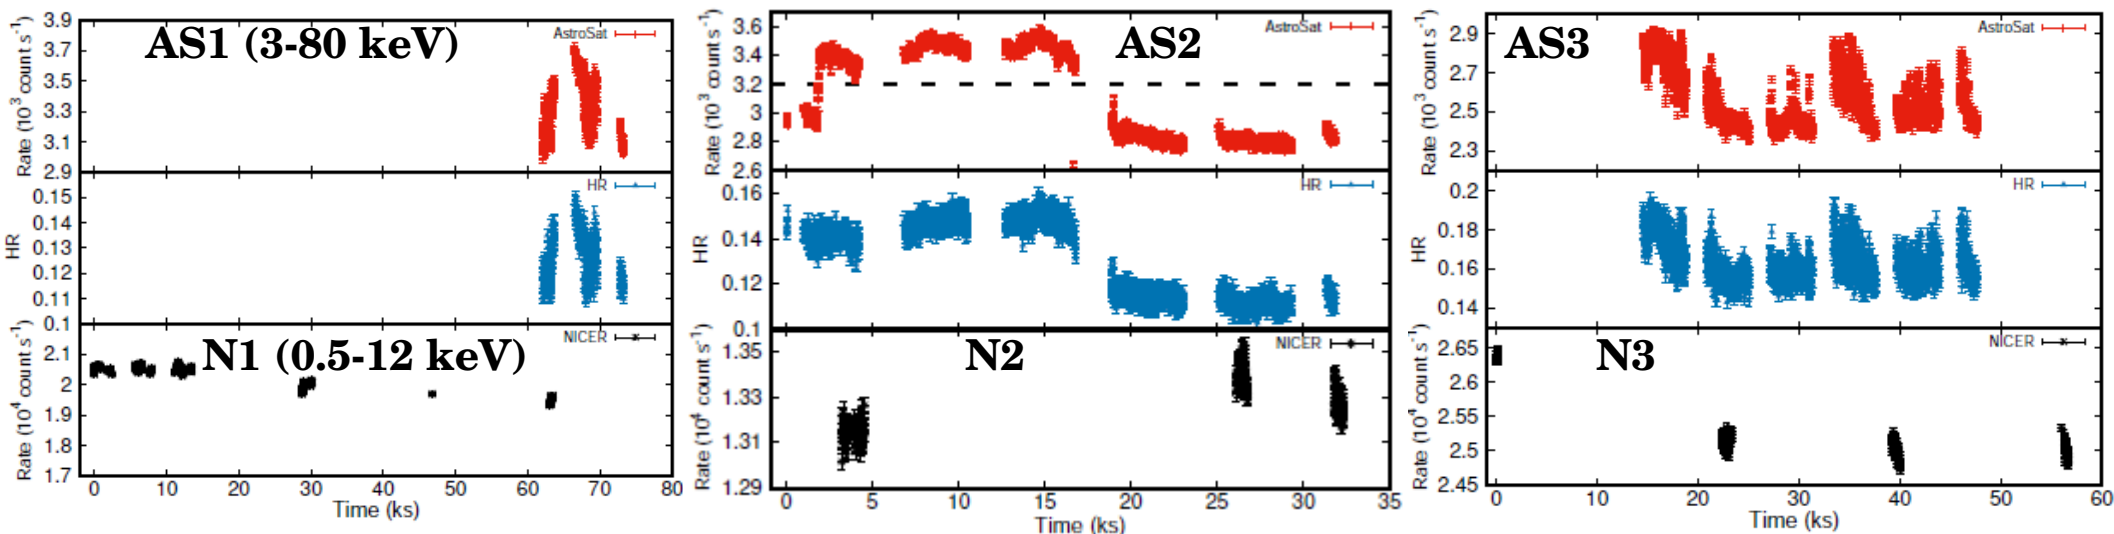 AS1 (3-80 keV)
AstroSat
Rate (10³ count s⁻¹)
3.9
3.7
3.5
3.3
3.1
2.9
HR
HR
0.15
0.14
0.13
0.12
0.11
0.1
N1 (0.5-12 keV)
NICER
Rate (10⁴ count s⁻¹)
2.1
2
1.9
1.8
1.7
0 10 20 30 40 50 60 70 80
Time (ks)
AS2
AstroSat
Rate (10³ count s⁻¹)
3.6
3.4
3.2
3
2.8
2.6
HR
HR
0.16
0.14
0.12
0.1
N2
NICER
Rate (10⁴ count s⁻¹)
1.35
1.33
1.31
1.29
0 5 10 15 20 25 30 35
Time (ks)
AS3
AstroSat
Rate (10³ count s⁻¹)
2.9
2.7
2.5
2.3
HR
HR
0.2
0.18
0.16
0.14
N3
NICER
Rate (10⁴ count s⁻¹)
2.65
2.6
2.55
2.5
2.45
0 10 20 30 40 50 60
Time (ks)